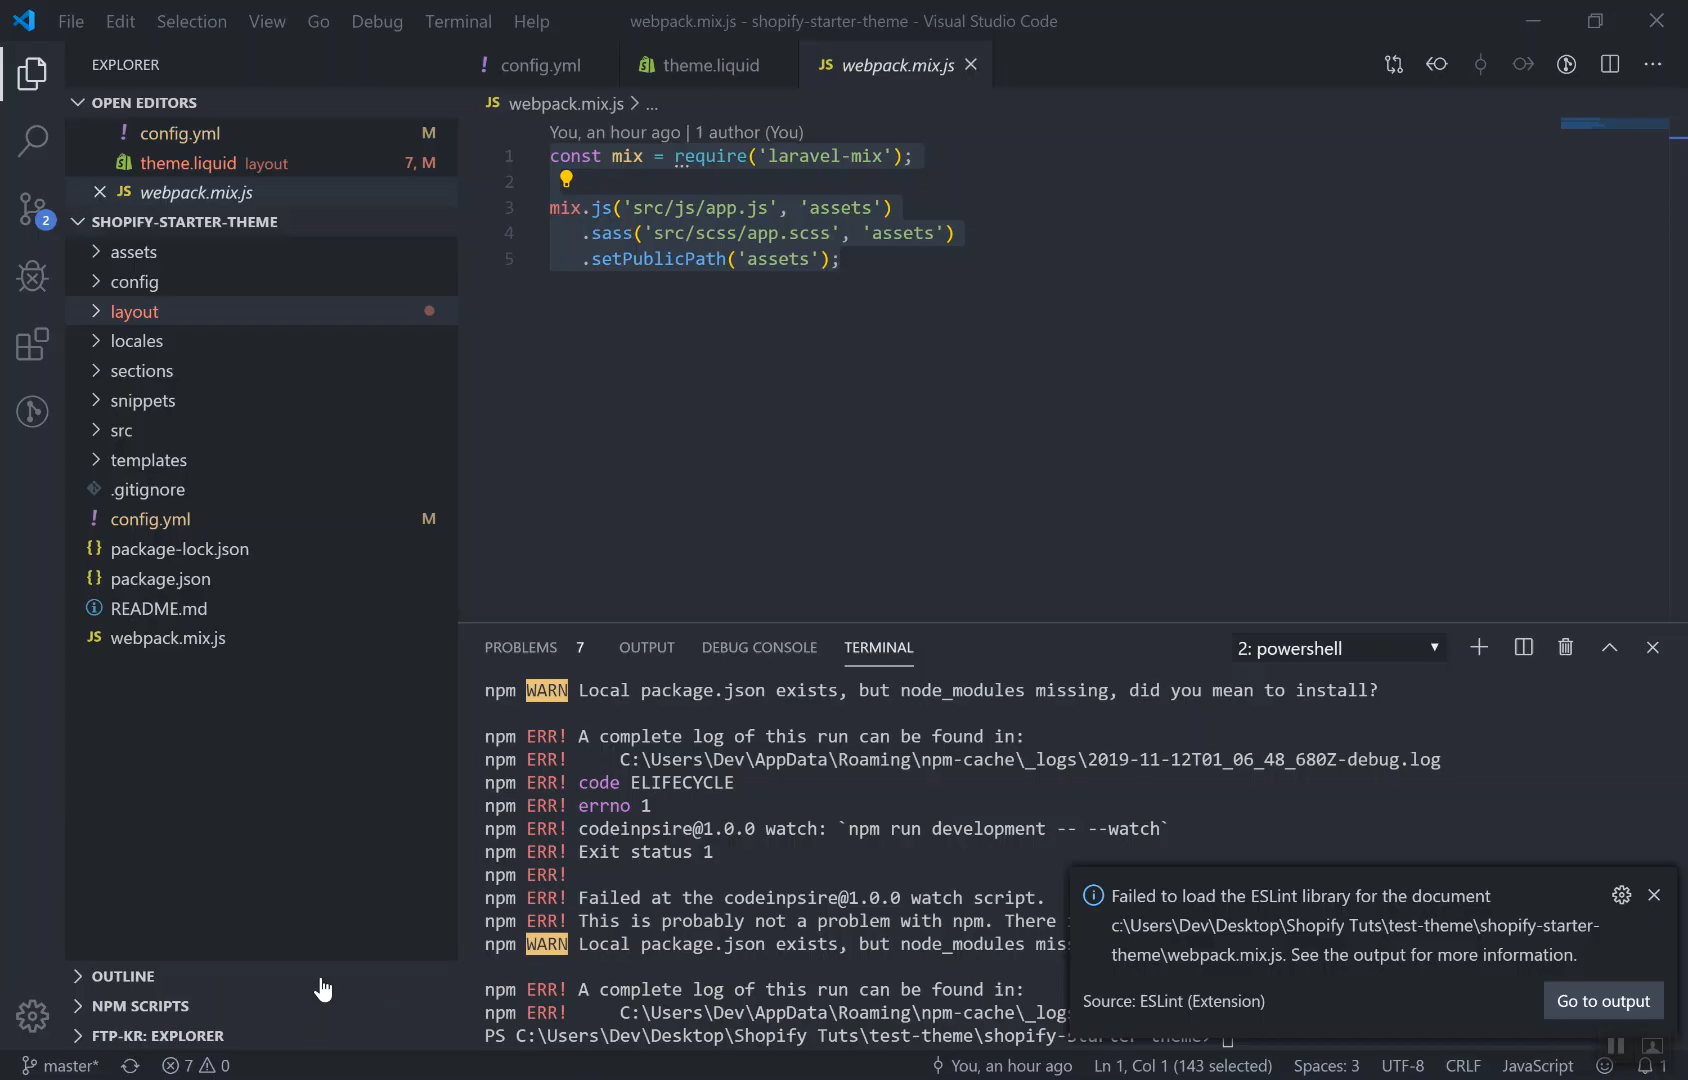 File Edit Selection View Go Debug Terminal Help
webpack.mix.js - shopify-starter-theme - Visual Studio Code
EXPLORER
config.yml
theme.liquid
JS webpack.mix.js
OPEN EDITORS
config.yml M
theme.liquid layout 7, M
JS webpack.mix.js
SHOPIFY-STARTER-THEME
assets
config
layout
locales
sections
snippets
src
templates
.gitignore
config.yml M
package-lock.json
package.json
README.md
JS webpack.mix.js
OUTLINE
NPM SCRIPTS
FTP-KR: EXPLORER
JS webpack.mix.js > ...
You, an hour ago | 1 author (You)
1 const mix = require('laravel-mix');
2
3 mix.js('src/js/app.js', 'assets')
4 .sass('src/scss/app.scss', 'assets')
5 .setPublicPath('assets');
PROBLEMS 7 OUTPUT DEBUG CONSOLE TERMINAL
2: powershell
npm WARN Local package.json exists, but node_modules missing, did you mean to install?
npm ERR! A complete log of this run can be found in:
npm ERR! C:\Users\Dev\AppData\Roaming\npm-cache\_logs\2019-11-12T01_06_48_680Z-debug.log
npm ERR! code ELIFECYCLE
npm ERR! errno 1
npm ERR! codeinpsire@1.0.0 watch: `npm run development -- --watch`
npm ERR! Exit status 1
npm ERR!
npm ERR! Failed at the codeinpsire@1.0.0 watch script.
npm ERR! This is probably not a problem with npm. There
npm WARN Local package.json exists, but node_modules mis
npm ERR! A complete log of this run can be found in:
npm ERR! C:\Users\Dev\AppData\Roaming\npm-cache\_logs
PS C:\Users\Dev\Desktop\Shopify Tuts\test-theme\shopify-starter-theme>
Failed to load the ESLint library for the document
c:\Users\Dev\Desktop\Shopify Tuts\test-theme\shopify-starter-
theme\webpack.mix.js. See the output for more information.
Source: ESLint (Extension)
Go to output
2
master* 7 0
You, an hour ago Ln 1, Col 1 (143 selected) Spaces: 3 UTF-8 CRLF JavaScript 1